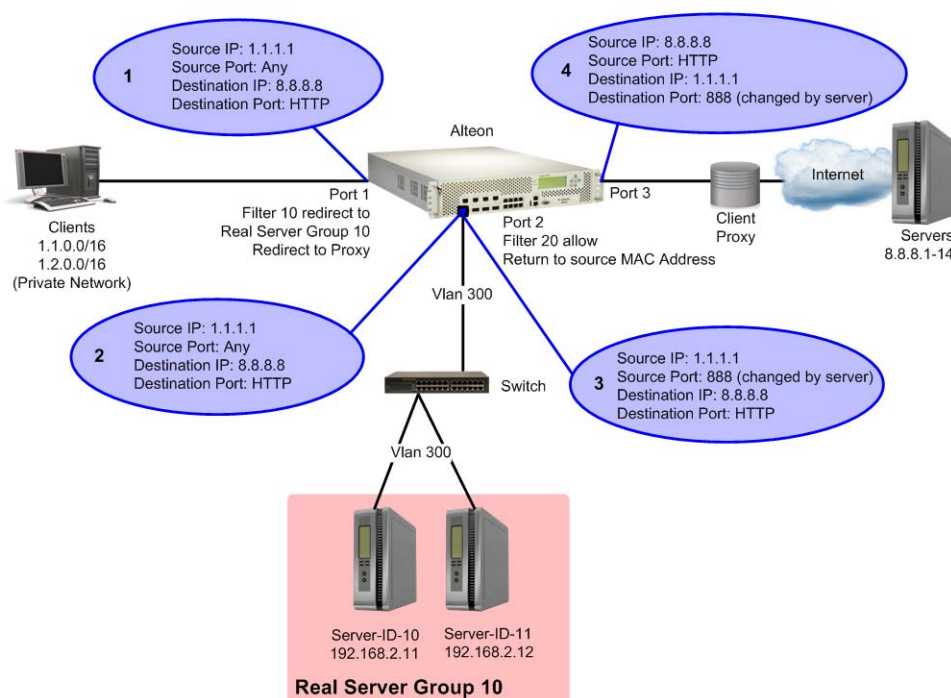 1
Source IP: 1.1.1.1
Source Port: Any
Destination IP: 8.8.8.8
Destination Port: HTTP
4
Source IP: 8.8.8.8
Source Port: HTTP
Destination IP: 1.1.1.1
Destination Port: 888 (changed by server)
Alteon
Internet
Clients
1.1.0.0/16
1.2.0.0/16
(Private Network)
Port 1
Filter 10 redirect to
Real Server Group 10
Redirect to Proxy
Port 2
Filter 20 allow
Return to source MAC Address
Port 3
Client
Proxy
Servers
8.8.8.1-14
Vlan 300
2
Source IP: 1.1.1.1
Source Port: Any
Destination IP: 8.8.8.8
Destination Port: HTTP
3
Source IP: 1.1.1.1
Source Port: 888 (changed by server)
Destination IP: 8.8.8.8
Destination Port: HTTP
Switch
Vlan 300
Server-ID-10
192.168.2.11
Server-ID-11
192.168.2.12
Real Server Group 10